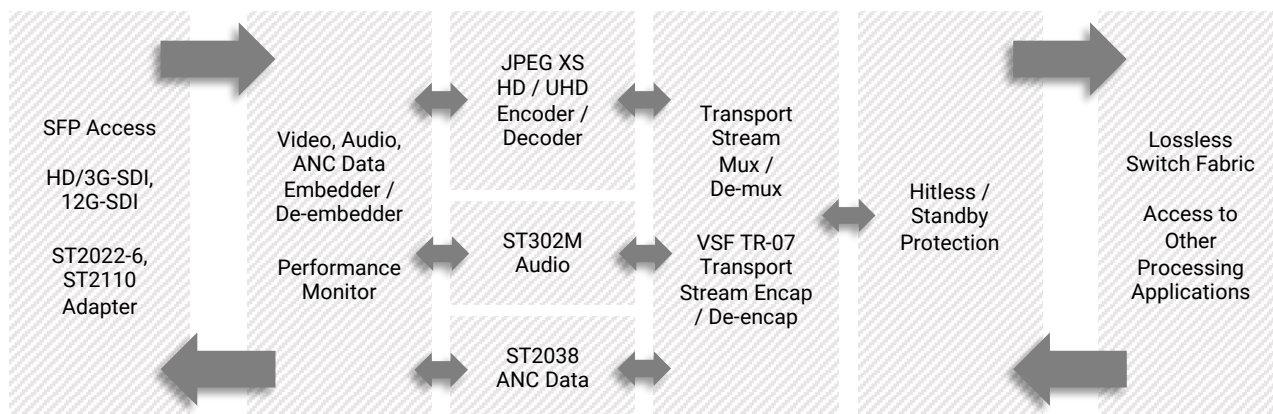 SFP Access
HD/3G-SDI,
12G-SDI
ST2022-6,
ST2110
Adapter
Video, Audio,
ANC Data
Embedder /
De-embedder
Performance
Monitor
JPEG XS
HD / UHD
Encoder /
Decoder
ST302M
Audio
ST2038
ANC Data
Transport
Stream
Mux /
De-mux
VSF TR-07
Transport
Stream Encap
/ De-encap
Hitless /
Standby
Protection
Lossless
Switch Fabric
Access to
Other
Processing
Applications